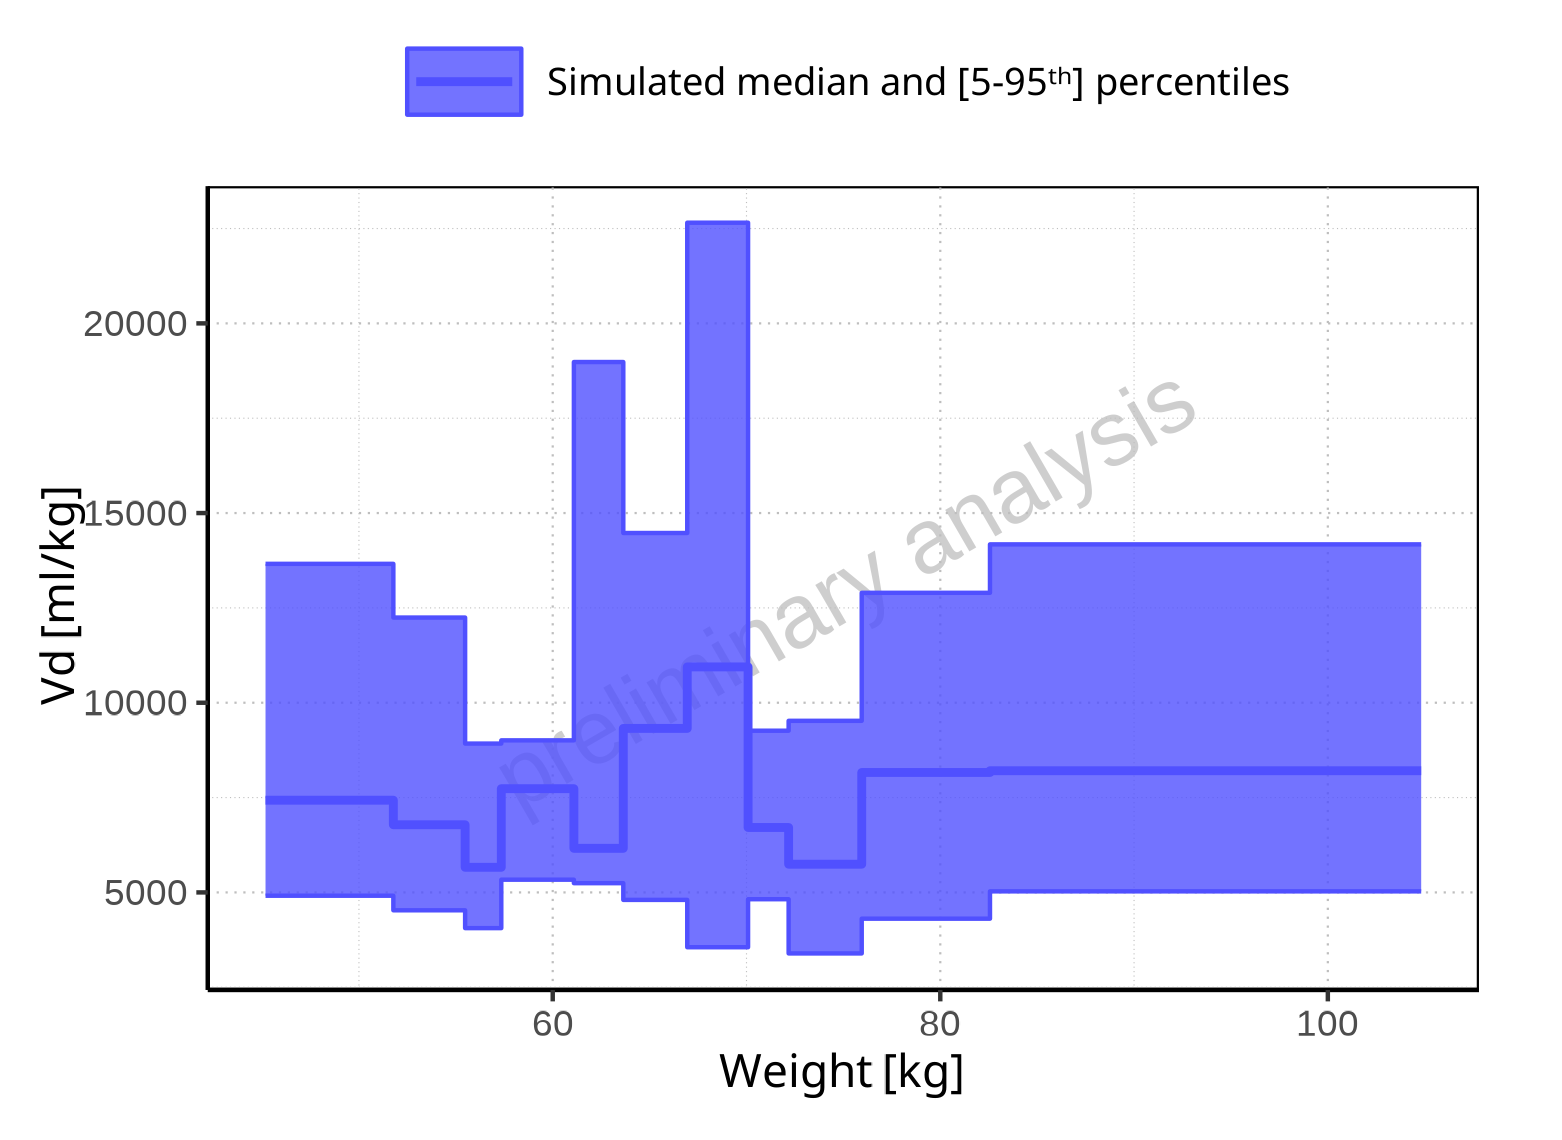 Simulated median and [5-95ᵗʰ] percentiles
20000
15000
10000
5000
Vd [ml/kg]
preliminary analysis
60 80 100
Weight [kg]